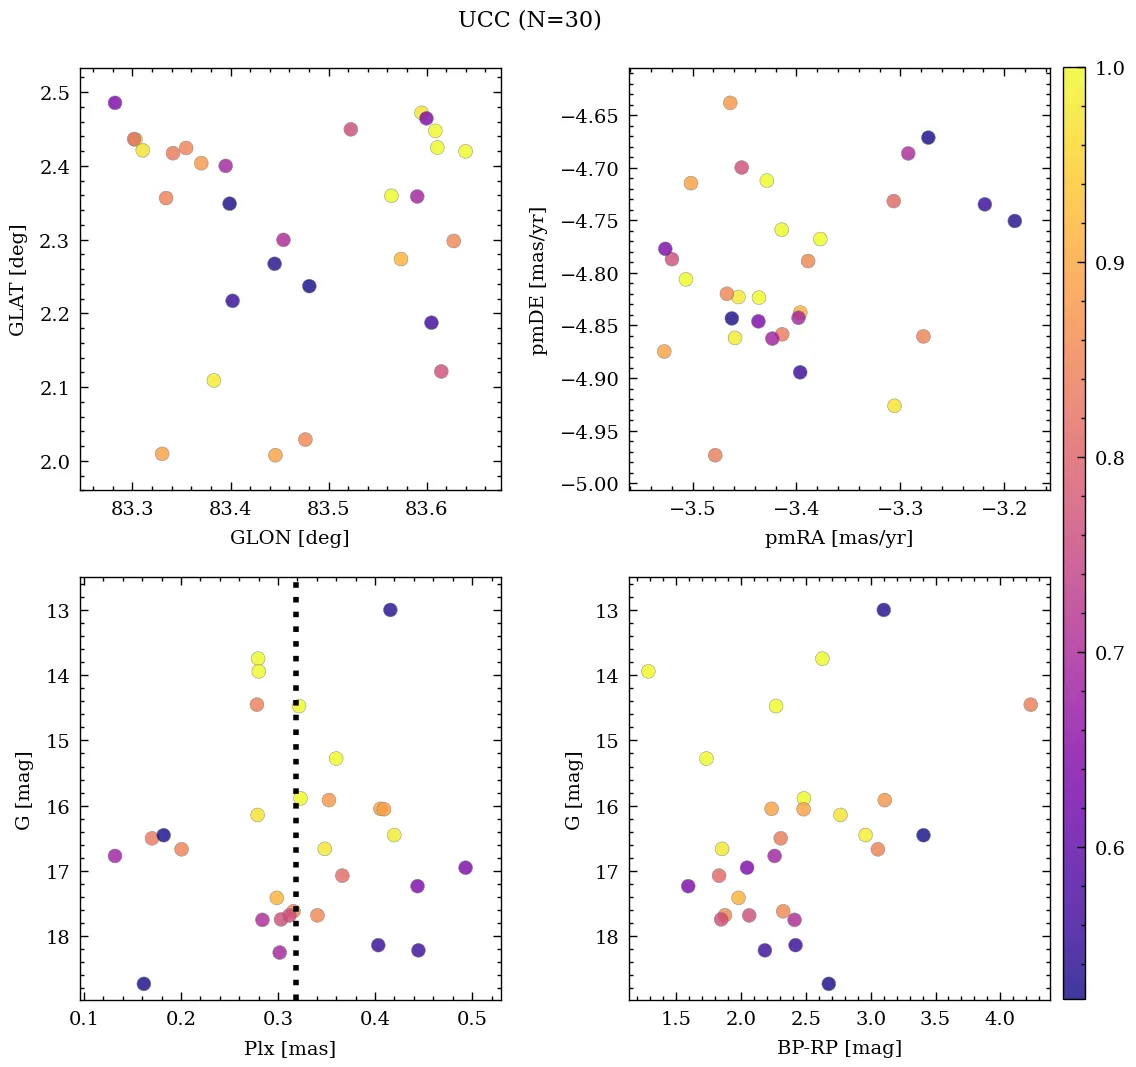 UCC (N=30)
2.5
2.4
2.3
2.2
2.1
2.0
GLAT [deg]
83.3 83.4 83.5 83.6
GLON [deg]
−4.65
−4.70
−4.75
−4.80
−4.85
−4.90
−4.95
−5.00
pmDE [mas/yr]
−3.5 −3.4 −3.3 −3.2
pmRA [mas/yr]
13
14
15
16
17
18
G [mag]
0.1 0.2 0.3 0.4 0.5
Plx [mas]
13
14
15
16
17
18
G [mag]
1.5 2.0 2.5 3.0 3.5 4.0
BP-RP [mag]
1.0
0.9
0.8
0.7
0.6